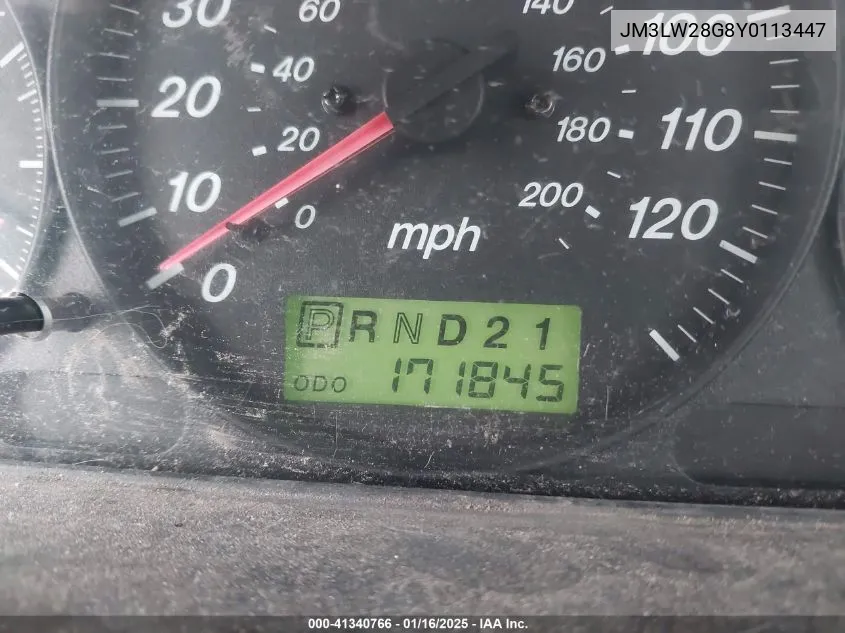 JM3LW28G8Y0113447
30 60 140 100
40 160
20
20 180 110
10 200
0 120
mph
0
P R N D 2 1
ODO 171845
000-41340766 - 01/16/2025 - IAA Inc.